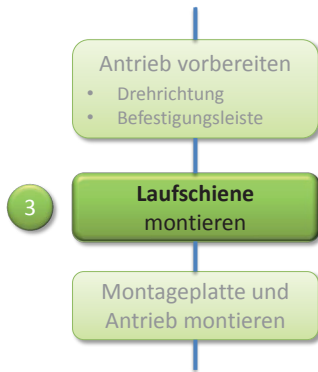 Antrieb vorbereiten
• Drehrichtung
• Befestigungsleiste
3
Laufschiene
montieren
Montageplatte und
Antrieb montieren